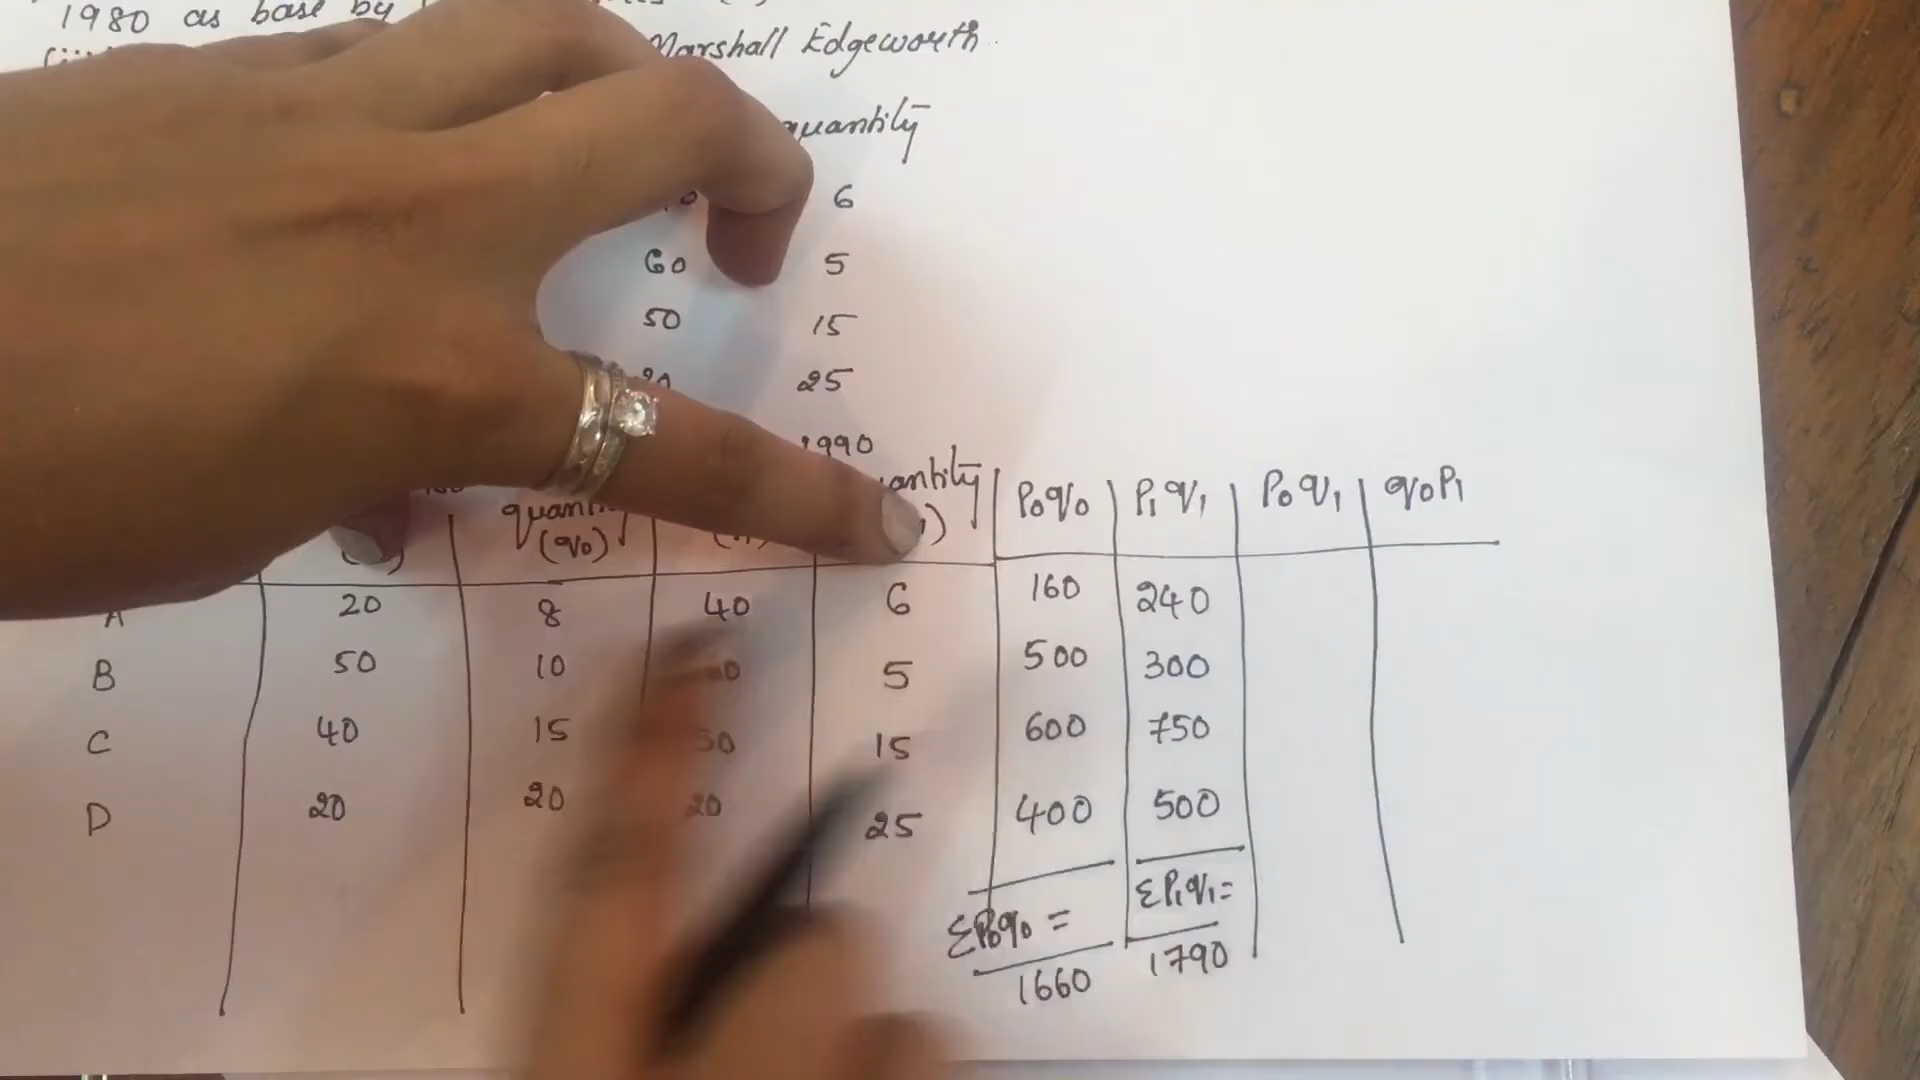 1980 as base by
Marshall Edgeworth.
quantity
6
60 5
50 15
25
1990
quantity (q0) P0q0 P1q1 P0q1 q0P1
A 20 8 40 6 160 240
B 50 10 5 500 300
C 40 15 50 15 600 750
D 20 20 20 25 400 500
ΣP0q0 = ΣP1q1=
1660 1790